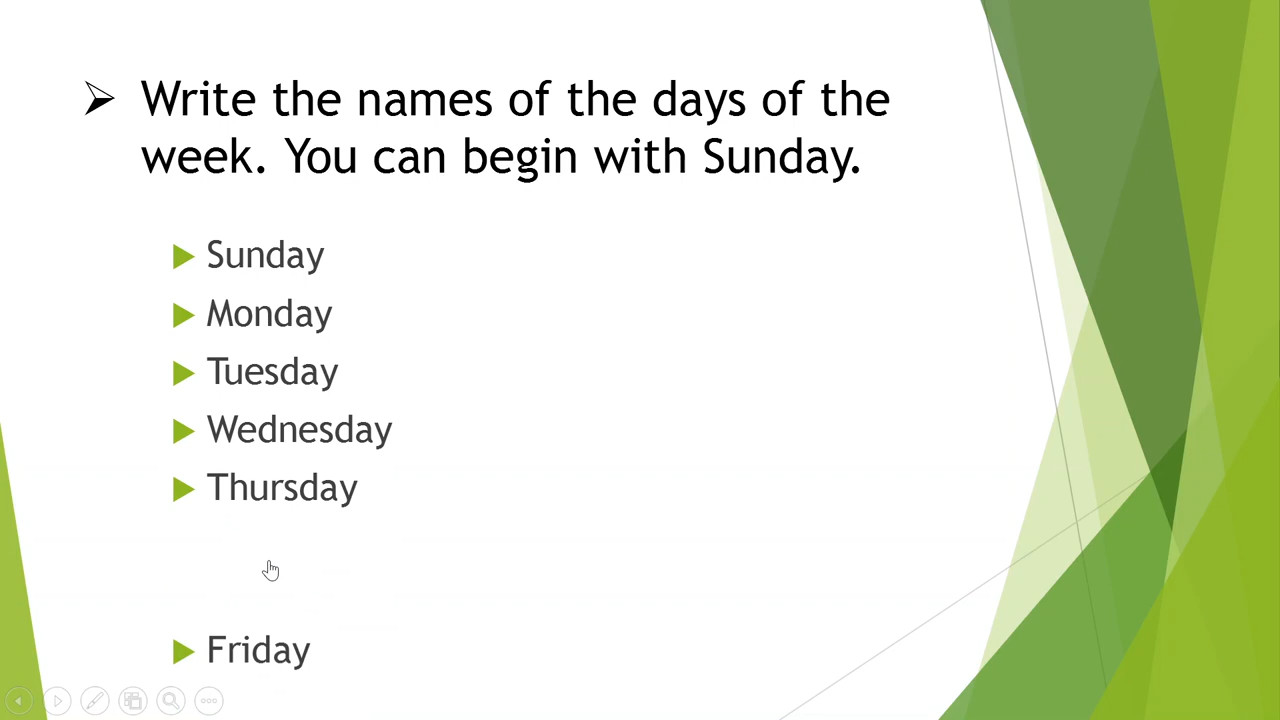 Write the names of the days of the
week. You can begin with Sunday.
Sunday
Monday
Tuesday
Wednesday
Thursday
Friday